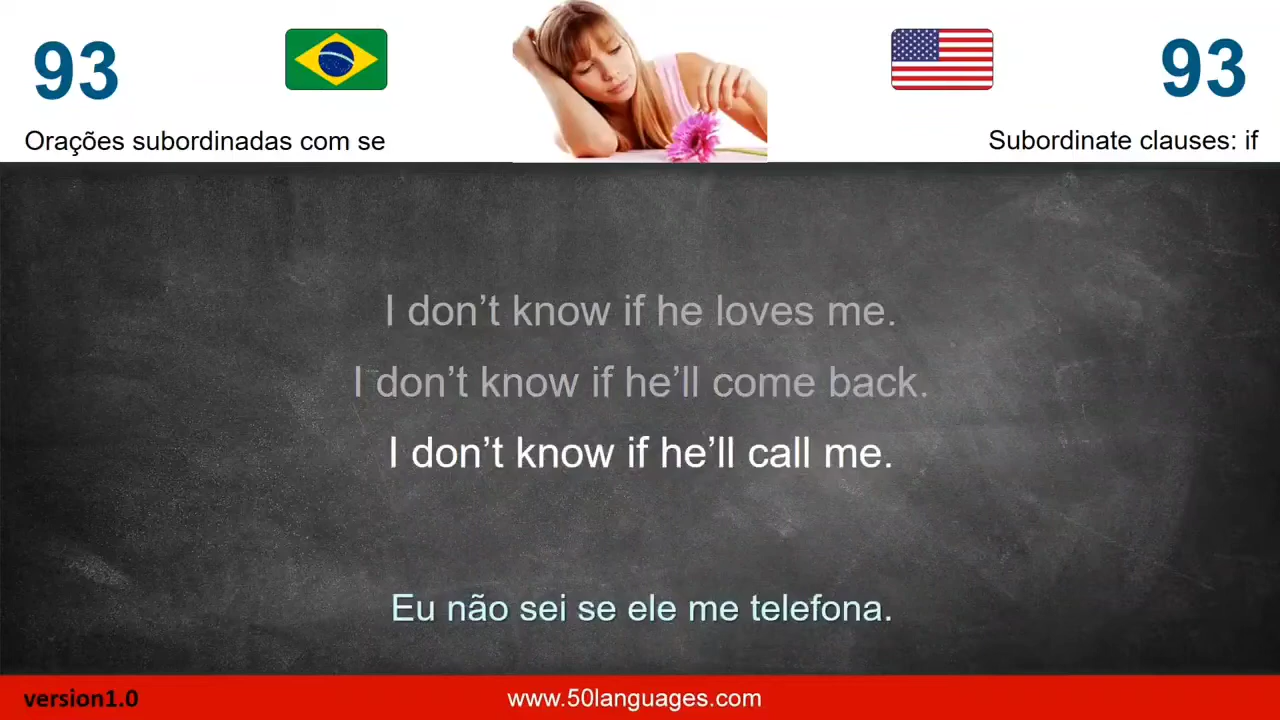 93
93
Orações subordinadas com se
Subordinate clauses: if
I don’t know if he loves me.
I don’t know if he’ll come back.
I don’t know if he’ll call me.
Eu não sei se ele me telefona.
version1.0
www.50languages.com